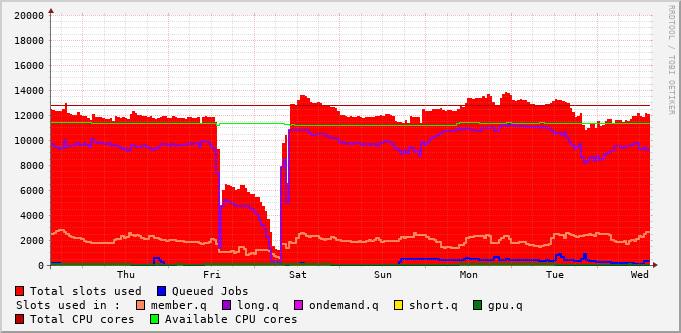 20000
18000
16000
14000
12000
10000
8000
6000
4000
2000
0
Thu Fri Sat Sun Mon Tue Wed
Total slots used Queued Jobs
Slots used in : member.q long.q ondemand.q short.q gpu.q
Total CPU cores Available CPU cores
RRDTOOL / TOBI OETIKER